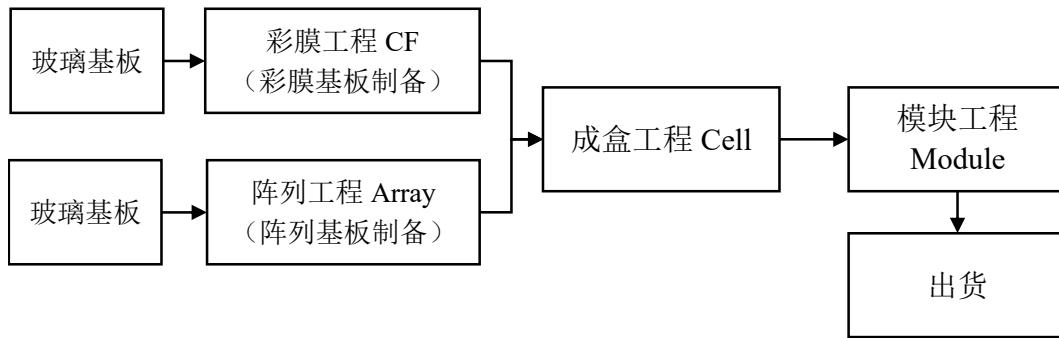 玻璃基板
彩膜工程 CF
（彩膜基板制备）
玻璃基板
阵列工程 Array
（阵列基板制备）
成盒工程 Cell
模块工程
Module
出货